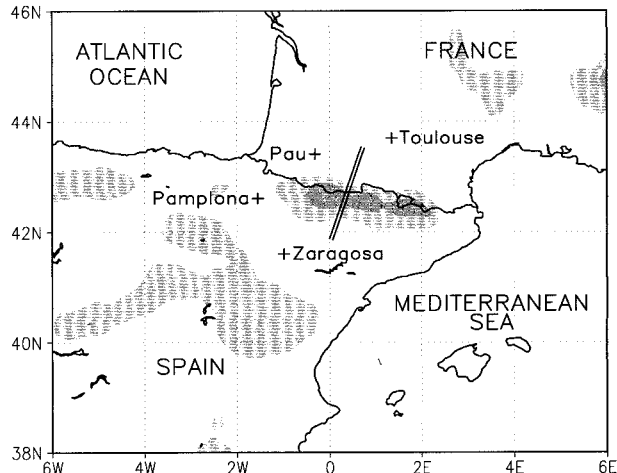 46N
ATLANTIC
OCEAN
FRANCE
44N
+Toulouse
Pau+
Pamplona+
42N
+Zaragosa
MEDITERRANEAN
SEA
40N
SPAIN
38N
6W 4W 2W 0 2E 4E 6E